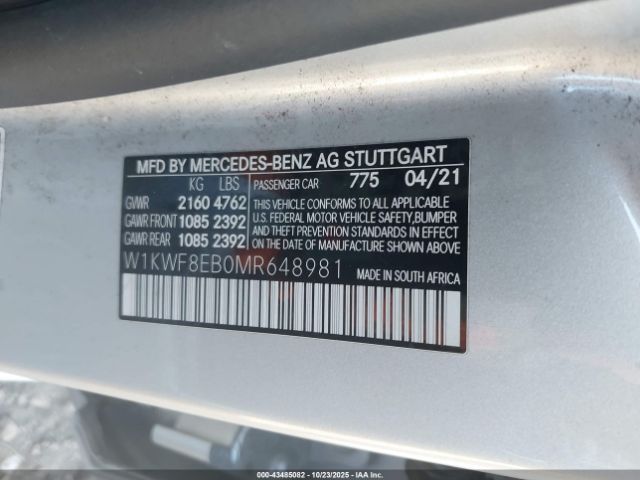 MFD BY MERCEDES-BENZ AG STUTTGART
KG LBS PASSENGER CAR 775 04/21
GVWR 2160 4762
GAWR FRONT 1085 2392
GAWR REAR 1085 2392
THIS VEHICLE CONFORMS TO ALL APPLICABLE
U.S. FEDERAL MOTOR VEHICLE SAFETY,BUMPER
AND THEFT PREVENTION STANDARDS IN EFFECT
ON THE DATE OF MANUFACTURE SHOWN ABOVE.
W1KWF8EB0MR648981 MADE IN SOUTH AFRICA
000-43485082 - 10/23/2025 - IAAI.COM